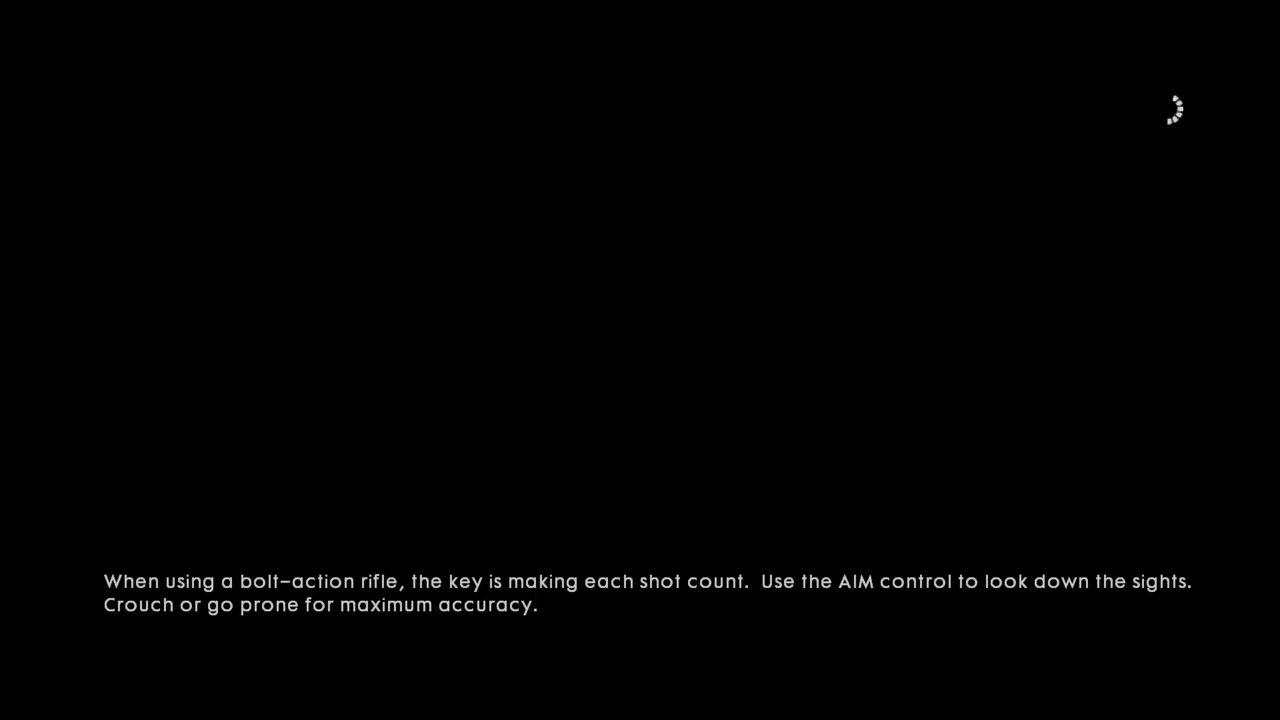 When using a bolt-action rifle, the key is making each shot count.  Use the AIM control to look down the sights.
Crouch or go prone for maximum accuracy.